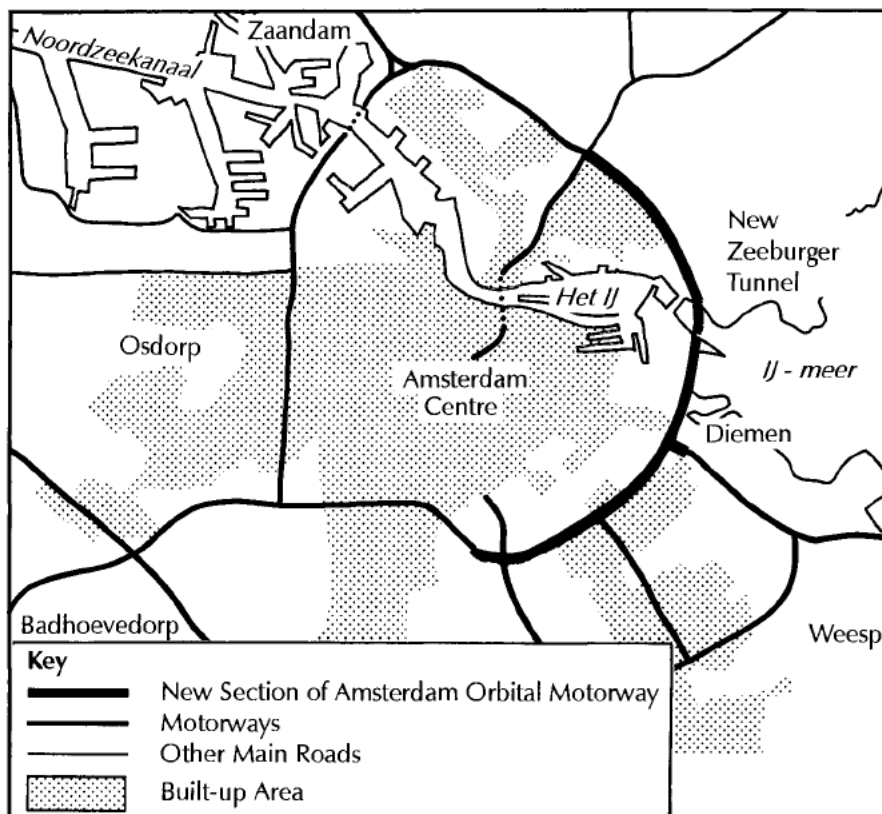 Zaandam
Noordzeekanaal
New
Zeeburger
Tunnel
Het IJ
Osdorp
IJ - meer
Amsterdam
Centre
Diemen
Badhoevedorp
Weesp
Key
New Section of Amsterdam Orbital Motorway
Motorways
Other Main Roads
Built-up Area